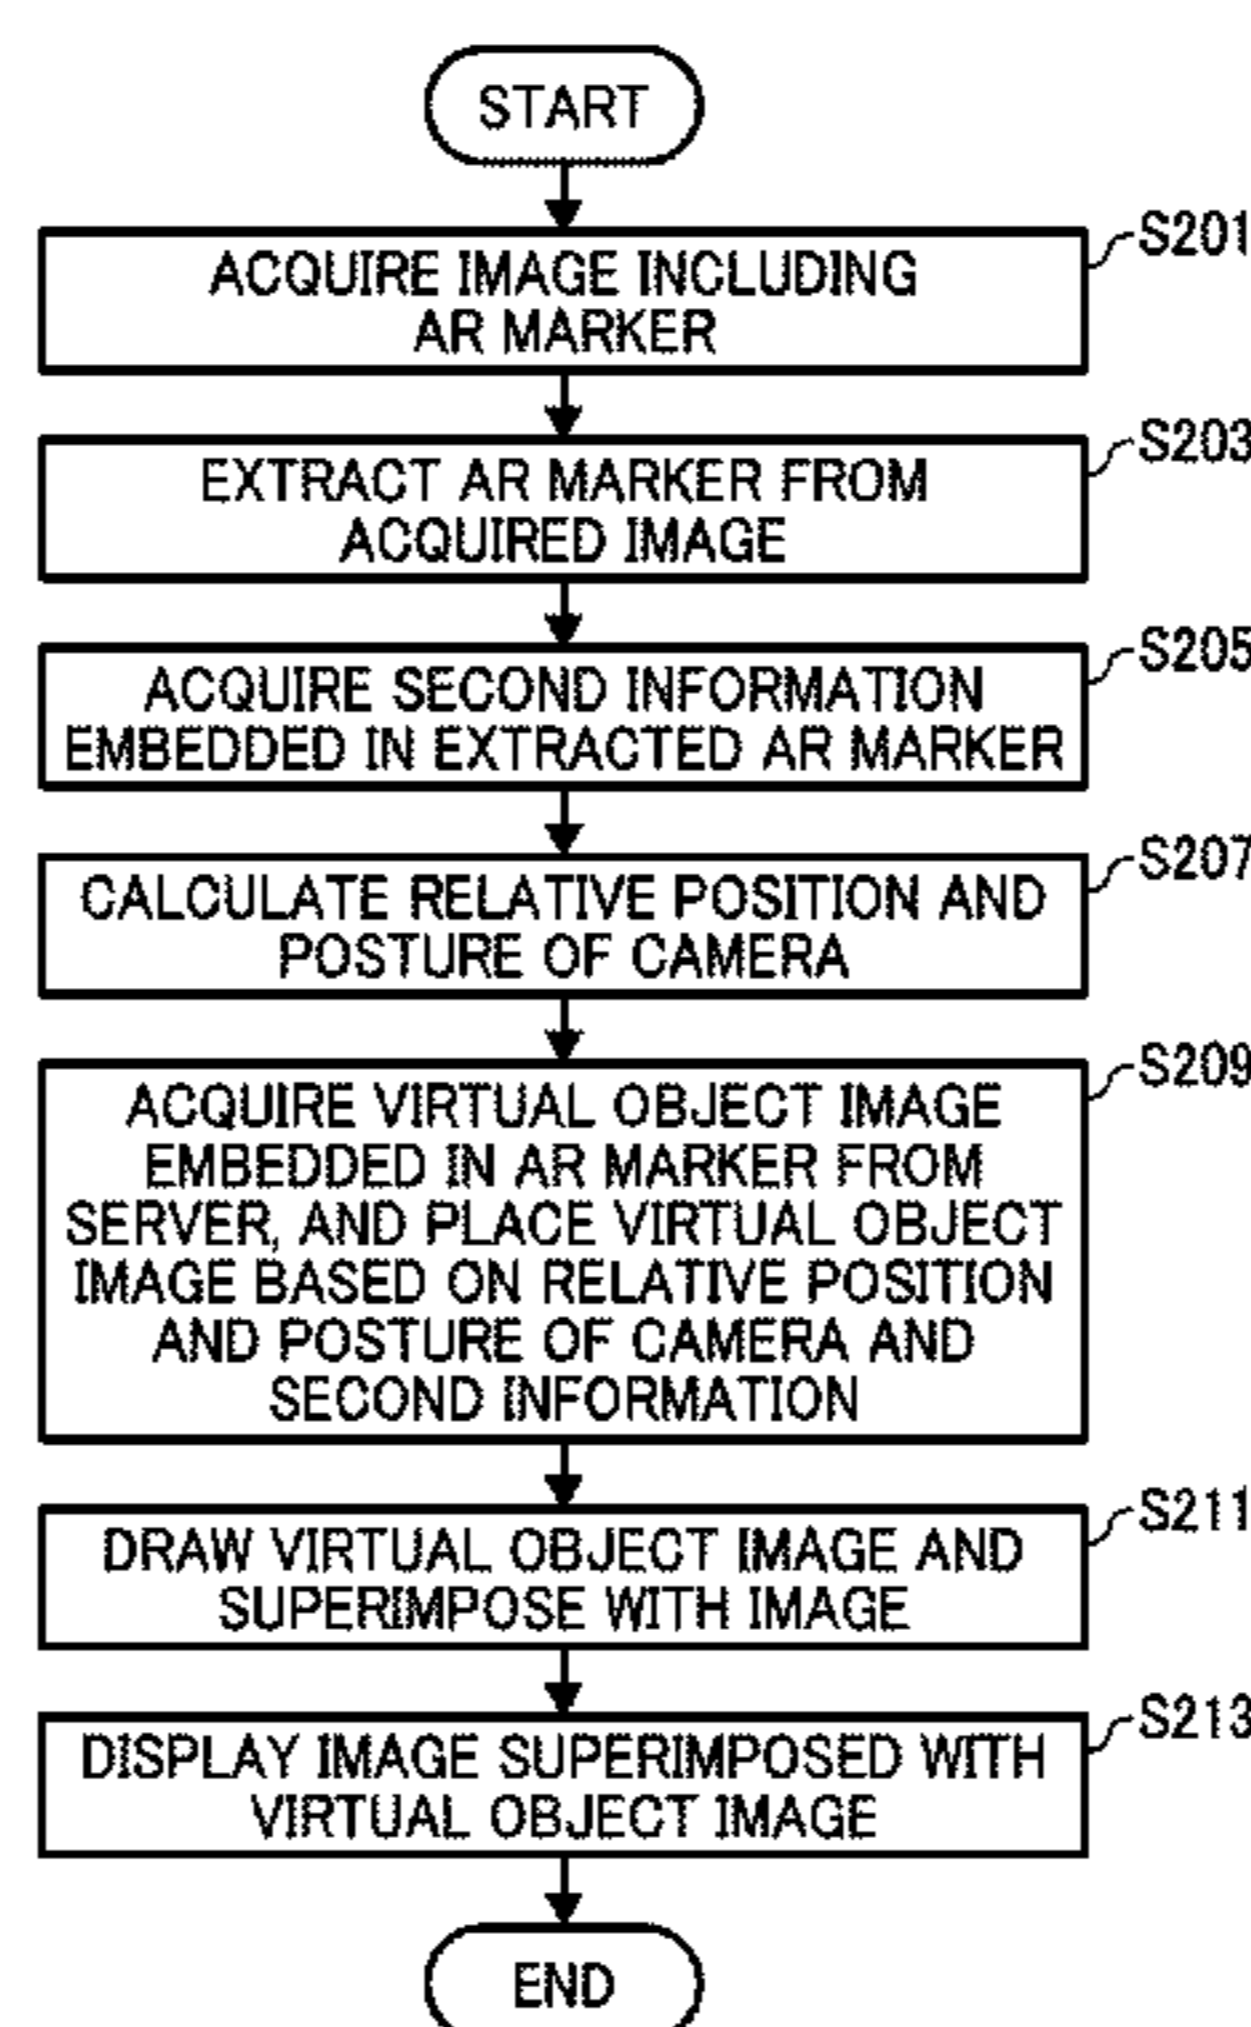 START
S201
ACQUIRE IMAGE INCLUDING
AR MARKER
S203
EXTRACT AR MARKER FROM
ACQUIRED IMAGE
S205
ACQUIRE SECOND INFORMATION
EMBEDDED IN EXTRACTED AR MARKER
S207
CALCULATE RELATIVE POSITION AND
POSTURE OF CAMERA
S209
ACQUIRE VIRTUAL OBJECT IMAGE
EMBEDDED IN AR MARKER FROM
SERVER, AND PLACE VIRTUAL OBJECT
IMAGE BASED ON RELATIVE POSITION
AND POSTURE OF CAMERA AND
SECOND INFORMATION
S211
DRAW VIRTUAL OBJECT IMAGE AND
SUPERIMPOSE WITH IMAGE
S213
DISPLAY IMAGE SUPERIMPOSED WITH
VIRTUAL OBJECT IMAGE
END